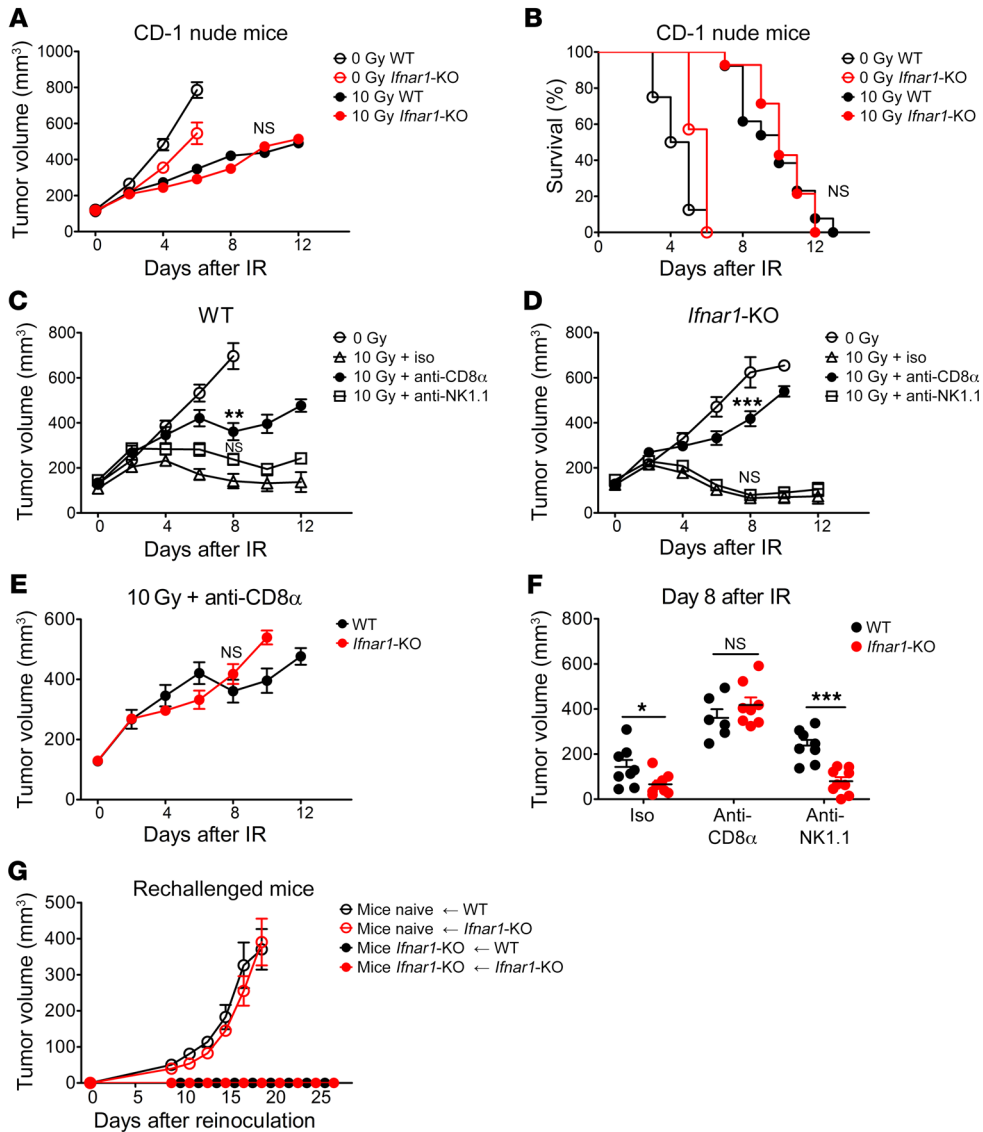 A
CD-1 nude mice
Tumor volume (mm³)
1000
800
600
400
200
0
0 4 8 12
Days after IR
NS
0 Gy WT
0 Gy Ifnar1-KO
10 Gy WT
10 Gy Ifnar1-KO
B
CD-1 nude mice
Survival (%)
100
80
60
40
20
0
0 4 8 12
Days after IR
NS
0 Gy WT
0 Gy Ifnar1-KO
10 Gy WT
10 Gy Ifnar1-KO
C
WT
Tumor volume (mm³)
800
600
400
200
0
0 4 8 12
Days after IR
**
NS
0 Gy
10 Gy + iso
10 Gy + anti-CD8α
10 Gy + anti-NK1.1
D
Ifnar1-KO
Tumor volume (mm³)
800
600
400
200
0
0 4 8 12
Days after IR
***
NS
0 Gy
10 Gy + iso
10 Gy + anti-CD8α
10 Gy + anti-NK1.1
E
10 Gy + anti-CD8α
Tumor volume (mm³)
600
400
200
0
0 4 8 12
Days after IR
NS
WT
Ifnar1-KO
F
Day 8 after IR
Tumor volume (mm³)
800
600
400
200
0
*
NS
***
WT
Ifnar1-KO
Iso
Anti-
CD8α
Anti-
NK1.1
G
Rechallenged mice
Tumor volume (mm³)
500
400
300
200
100
0
0 5 10 15 20 25
Days after reinoculation
Mice naive ← WT
Mice naive ← Ifnar1-KO
Mice Ifnar1-KO ← WT
Mice Ifnar1-KO ← Ifnar1-KO